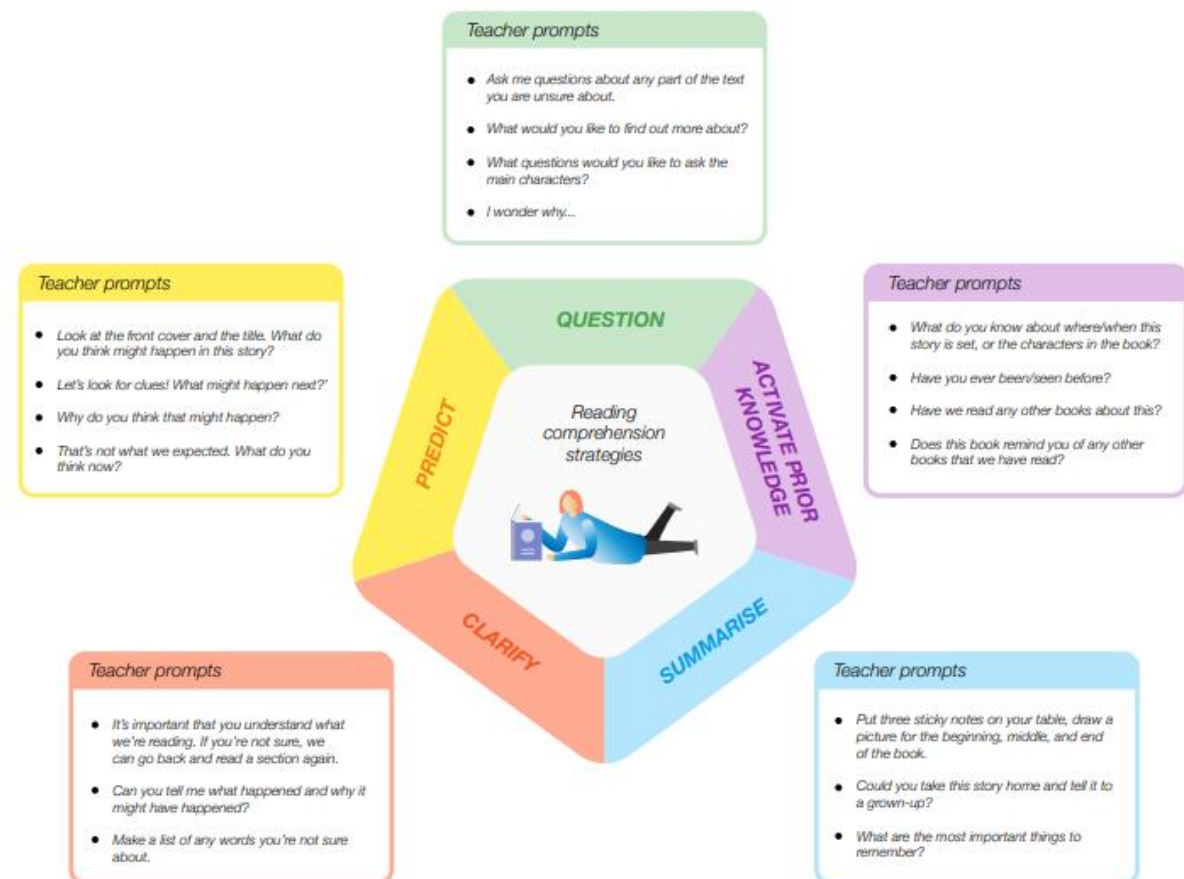 Teacher prompts
● Ask me questions about any part of the text
you are unsure about.
● What would you like to find out more about?
● What questions would you like to ask the
main characters?
● I wonder why...
Teacher prompts
● Look at the front cover and the title. What do
you think might happen in this story?
● Let's look for clues! What might happen next?'
● Why do you think that might happen?
● That's not what we expected. What do you
think now?
Teacher prompts
● What do you know about where/when this
story is set, or the characters in the book?
● Have you ever been/seen before?
● Have we read any other books about this?
● Does this book remind you of any other
books that we have read?
QUESTION
PREDICT
ACTIVATE PRIOR
KNOWLEDGE
Reading
comprehension
strategies
CLARIFY
SUMMARISE
Teacher prompts
● It's important that you understand what
we're reading. If you're not sure, we
can go back and read a section again.
● Can you tell me what happened and why it
might have happened?
● Make a list of any words you're not sure
about.
Teacher prompts
● Put three sticky notes on your table, draw a
picture for the beginning, middle, and end
of the book.
● Could you take this story home and tell it to
a grown-up?
● What are the most important things to
remember?